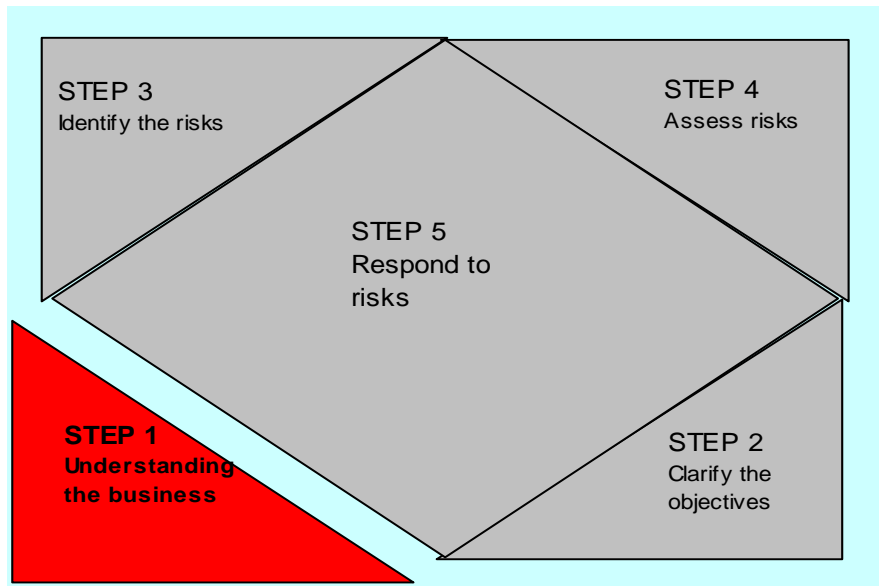 STEP 3
Identify the risks
STEP 4
Assess risks
STEP 5
Respond to
risks
STEP 1
Understanding
the business
STEP 2
Clarify the
objectives